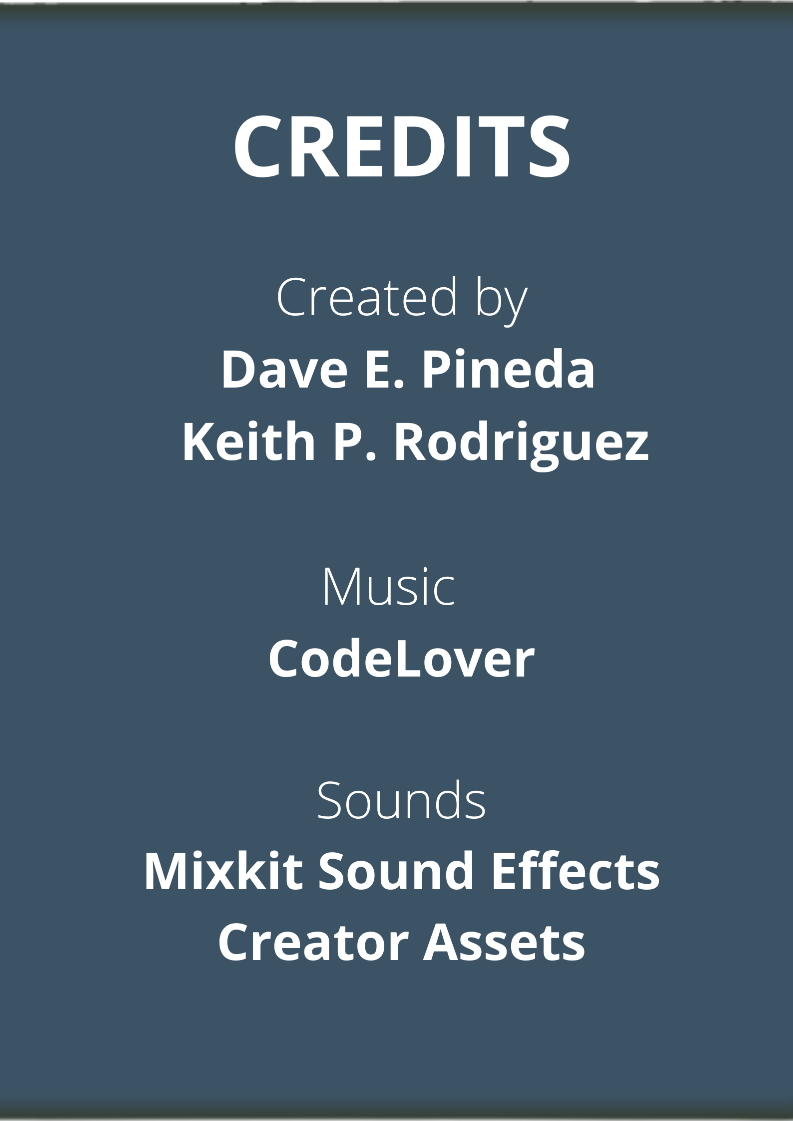 CREDITS
Created by
Dave E. Pineda
Keith P. Rodriguez
Music
CodeLover
Sounds
Mixkit Sound Effects
Creator Assets